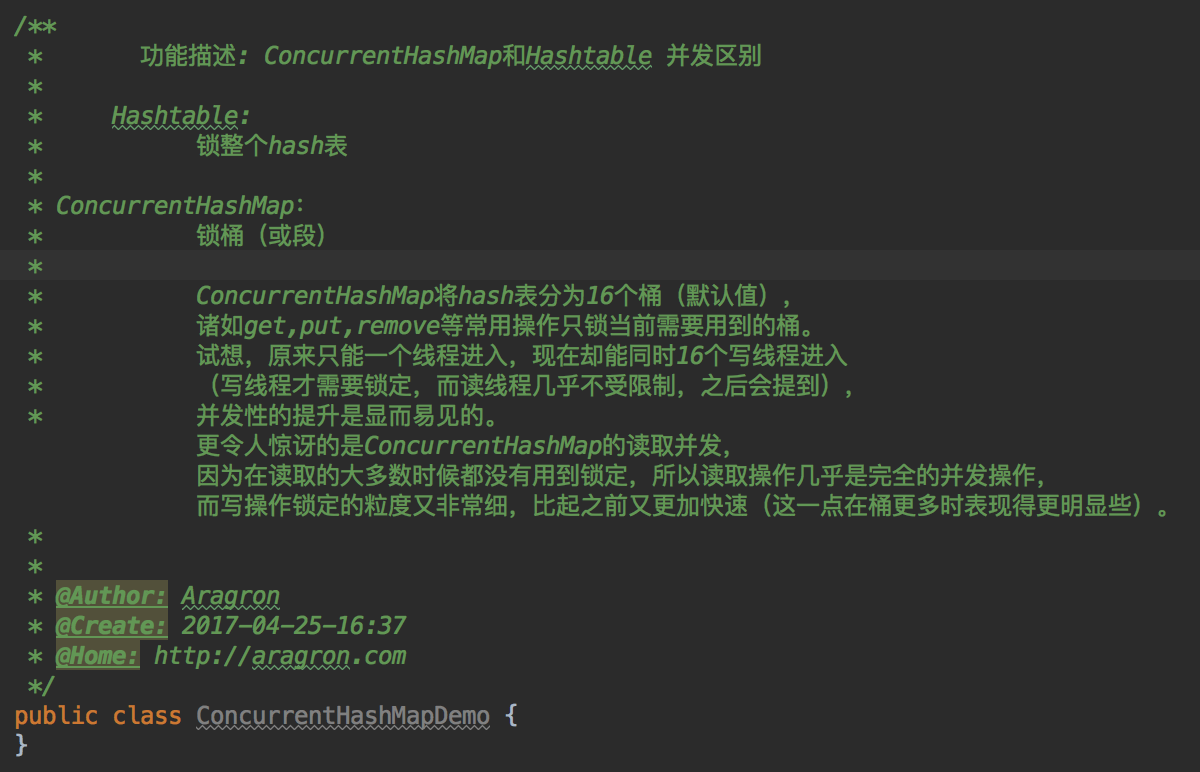 /**
*       功能描述: ConcurrentHashMap和Hashtable 并发区别
*
*     Hashtable:
*           锁整个hash表
*
* ConcurrentHashMap:
*           锁桶（或段）
*
*           ConcurrentHashMap将hash表分为16个桶（默认值），
*           诸如get,put,remove等常用操作只锁当前需要用到的桶。
*           试想，原来只能一个线程进入，现在却能同时16个写线程进入
*           （写线程才需要锁定，而读线程几乎不受限制，之后会提到），
*           并发性的提升是显而易见的。
            更令人惊讶的是ConcurrentHashMap的读取并发，
            因为在读取的大多数时候都没有用到锁定，所以读取操作几乎是完全的并发操作，
            而写操作锁定的粒度又非常细，比起之前又更加快速（这一点在桶更多时表现得更明显些）。
*
*
* @Author: Aragron
* @Create: 2017-04-25-16:37
* @Home: http://aragron.com
*/
public class ConcurrentHashMapDemo {
}